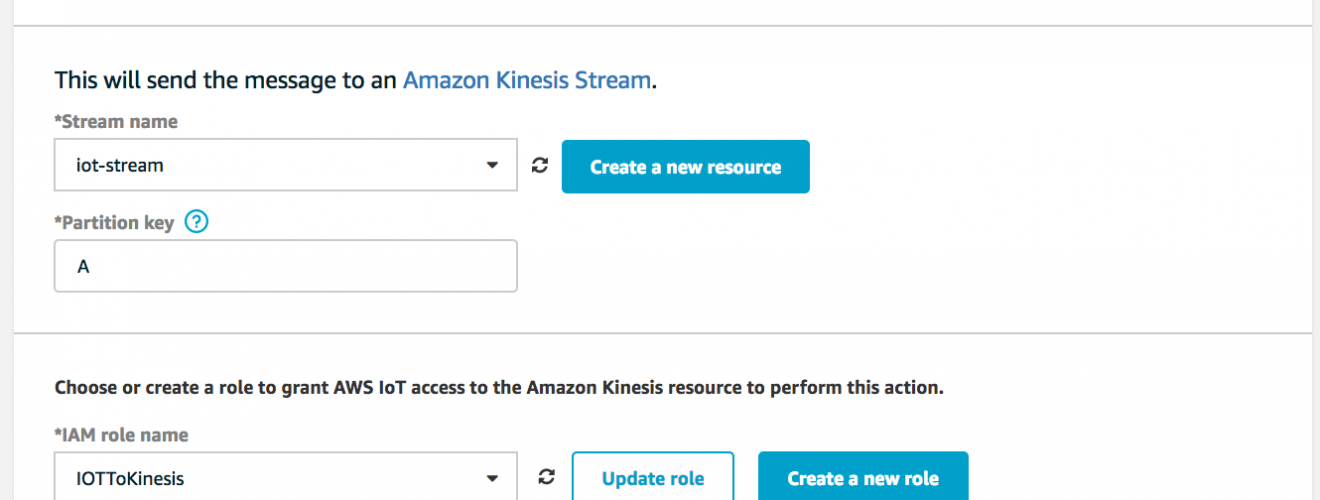 This will send the message to an Amazon Kinesis Stream.
*Stream name
iot-stream
Create a new resource
*Partition key ?
A
Choose or create a role to grant AWS IoT access to the Amazon Kinesis resource to perform this action.
*IAM role name
IOTToKinesis
Update role
Create a new role